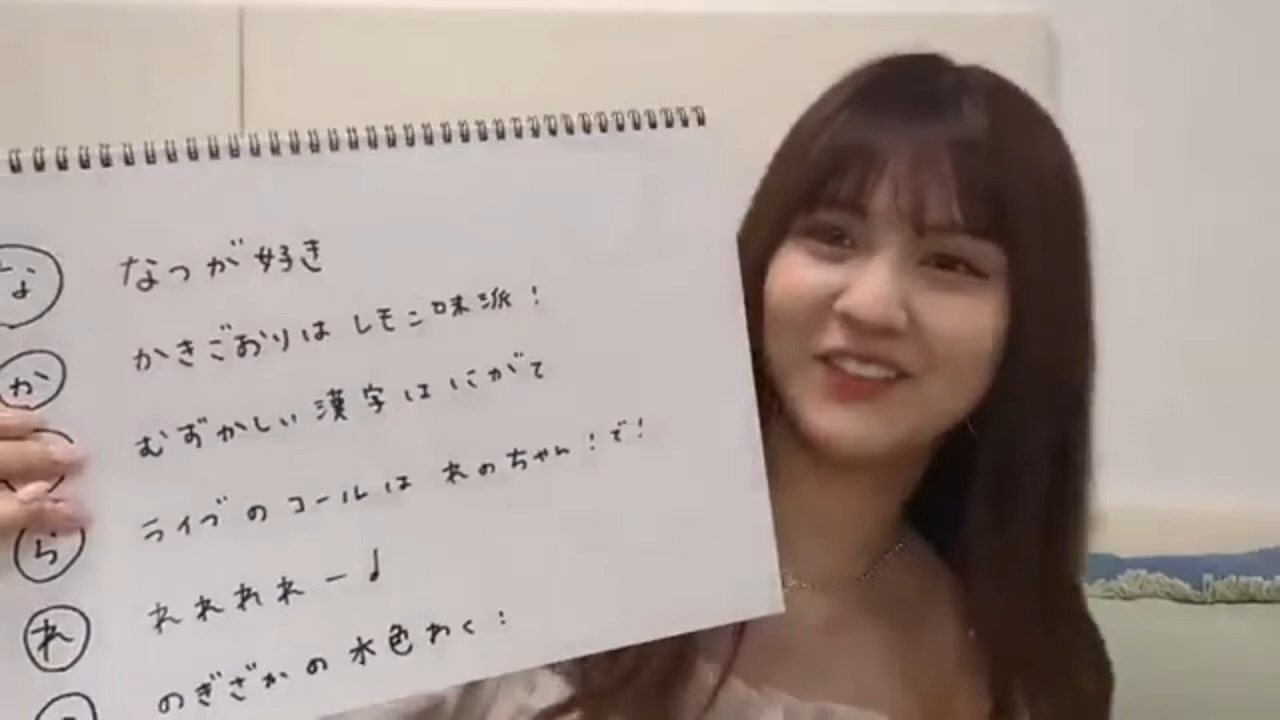 な なつが好き
か かきごおりはレモン味派!
むずかしい漢字はにがて
ら ライブのコールはれのちゃん!で!
れ れれれれー♩
のぎざかの水色わく: